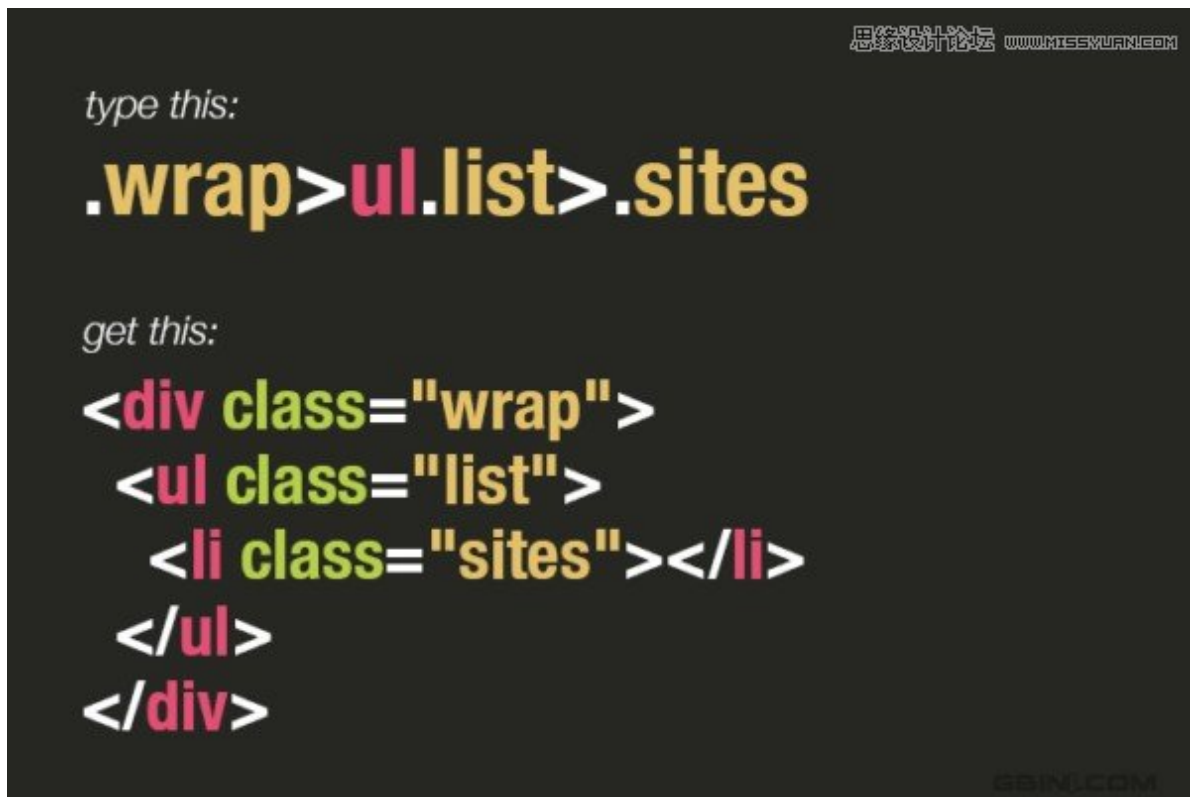 思缘设计论坛 WWW.MISSYUAN.COM
type this:
.wrap>ul.list>.sites
get this:
<div class="wrap">
<ul class="list">
<li class="sites"></li>
</ul>
</div>